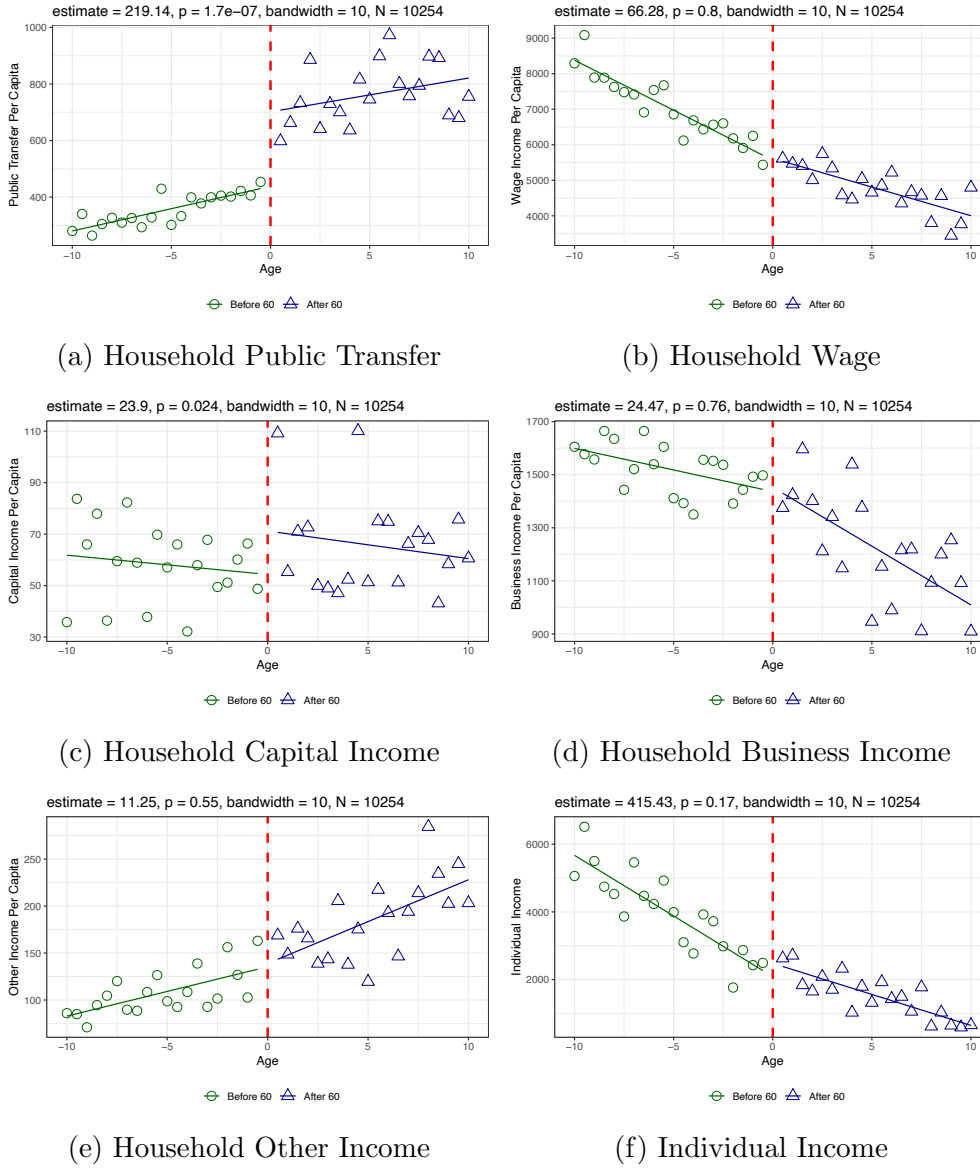 estimate = 219.14, p = 1.7e−07, bandwidth = 10, N = 10254
Public Transfer Per Capita
1000
800
600
400
−10 −5 0 5 10
Age
Before 60 After 60
(a) Household Public Transfer
estimate = 66.28, p = 0.8, bandwidth = 10, N = 10254
Wage Income Per Capita
9000
8000
7000
6000
5000
4000
−10 −5 0 5 10
Age
Before 60 After 60
(b) Household Wage
estimate = 23.9, p = 0.024, bandwidth = 10, N = 10254
Capital Income Per Capita
110
90
70
50
30
−10 −5 0 5 10
Age
Before 60 After 60
(c) Household Capital Income
estimate = 24.47, p = 0.76, bandwidth = 10, N = 10254
Business Income Per Capita
1700
1500
1300
1100
900
−10 −5 0 5 10
Age
Before 60 After 60
(d) Household Business Income
estimate = 11.25, p = 0.55, bandwidth = 10, N = 10254
Other Income Per Capita
250
200
150
100
−10 −5 0 5 10
Age
Before 60 After 60
(e) Household Other Income
estimate = 415.43, p = 0.17, bandwidth = 10, N = 10254
Individual Income
6000
4000
2000
0
−10 −5 0 5 10
Age
Before 60 After 60
(f) Individual Income